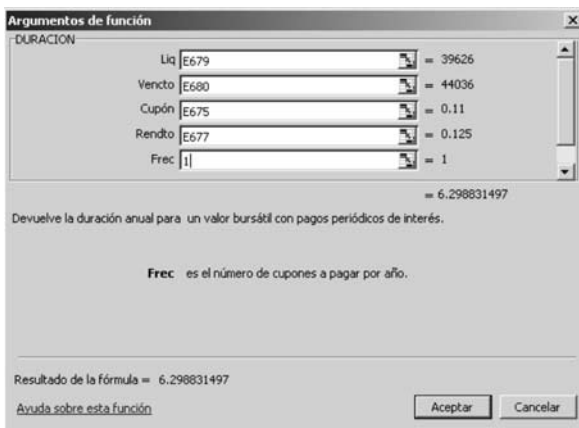 Argumentos de función
DURACION
Liq E679 = 39626
Vencto E680 = 44036
Cupón E675 = 0.11
Rendto E677 = 0.125
Frec 1 = 1
= 6.298831497
Devuelve la duración anual para un valor bursátil con pagos periódicos de interés.
Frec es el número de cupones a pagar por año.
Resultado de la fórmula = 6.298831497
Ayuda sobre esta función Aceptar Cancelar